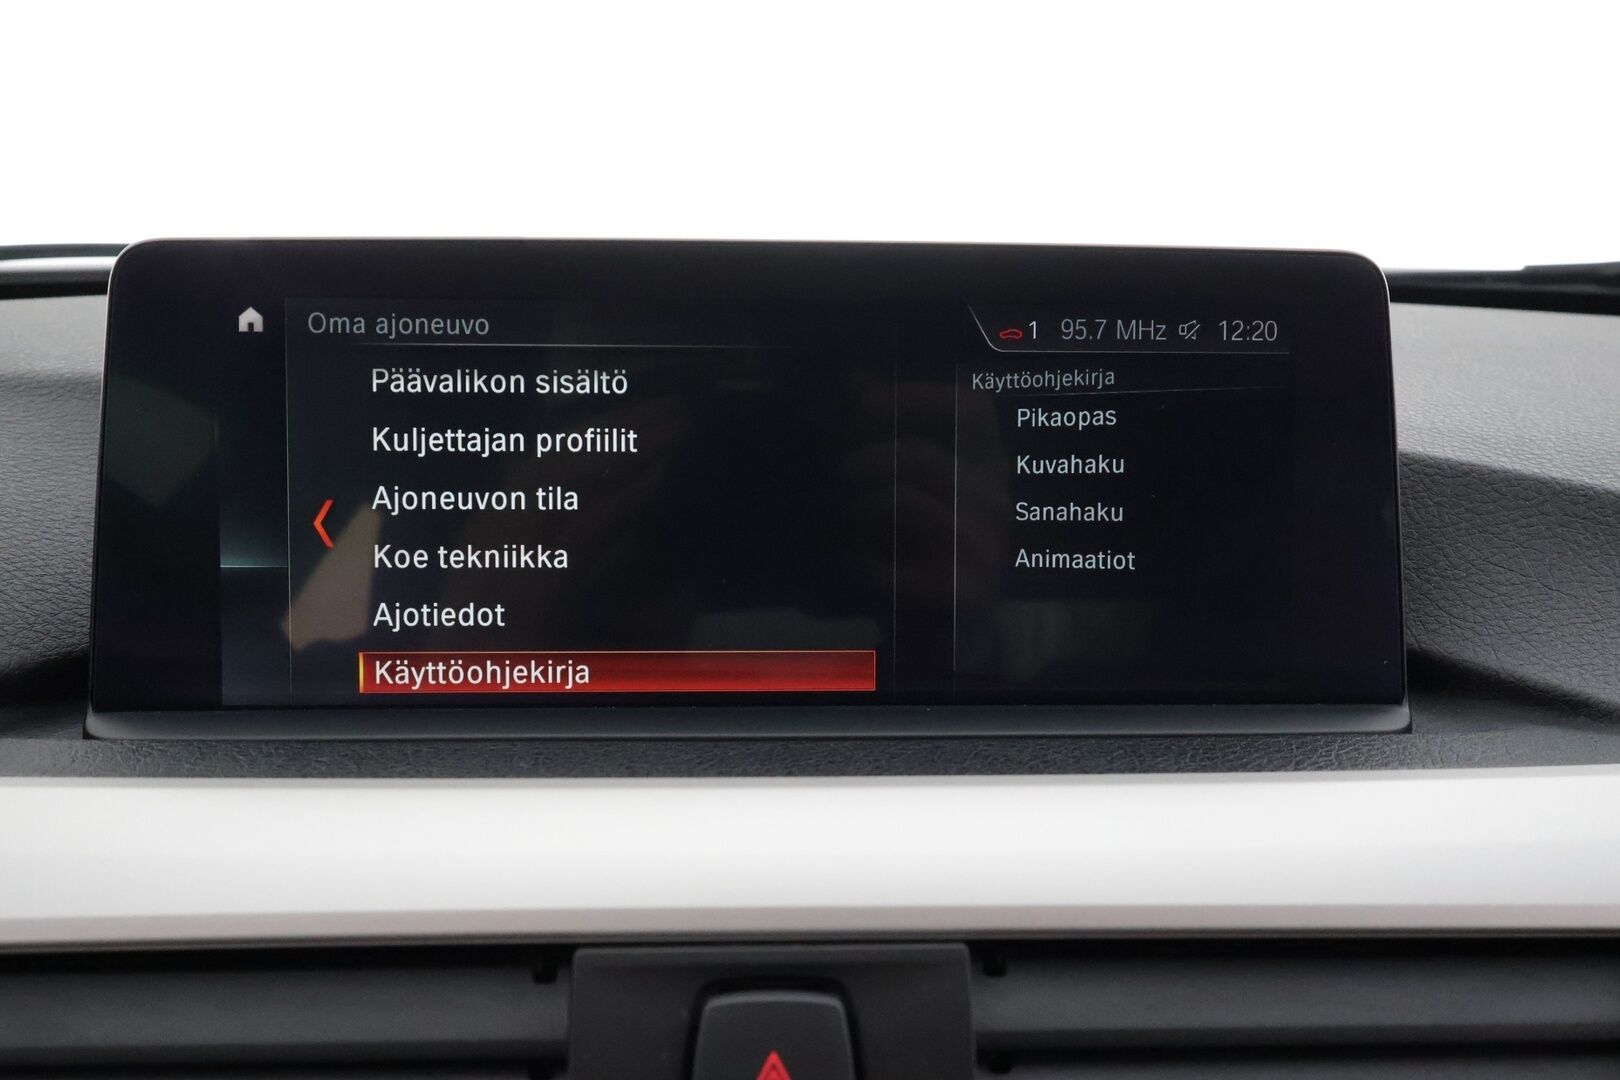 Oma ajoneuvo
Päävalikon sisältö
Kuljettajan profiilit
Ajoneuvon tila
Koe tekniikka
Ajotiedot
Käyttöohjekirja
1 95.7 MHz 12:20
Käyttöohjekirja
Pikaopas
Kuvahaku
Sanahaku
Animaatiot